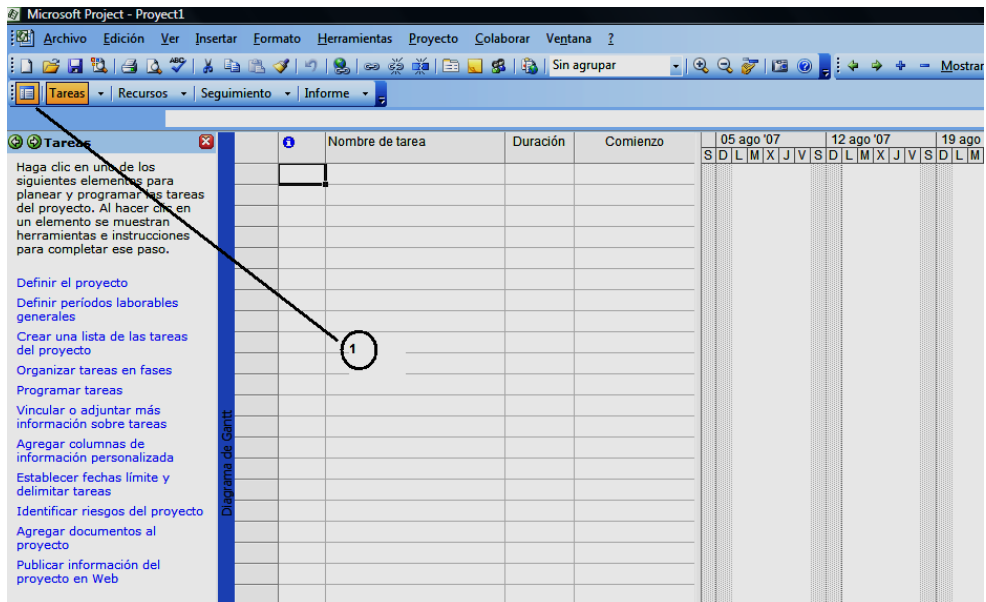 Microsoft Project - Proyect1
Archivo Edición Ver Insertar Formato Herramientas Proyecto Colaborar Ventana ?
ABC Sin agrupar Mostrar
Tareas Recursos Seguimiento Informe
Tareas
Haga clic en uno de los
siguientes elementos para
planear y programar las tareas
del proyecto. Al hacer clic en
un elemento se muestran
herramientas e instrucciones
para completar ese paso.
Definir el proyecto
Definir períodos laborables
generales
Crear una lista de las tareas
del proyecto
Organizar tareas en fases
Programar tareas
Vincular o adjuntar más
información sobre tareas
Agregar columnas de
información personalizada
Establecer fechas límite y
delimitar tareas
Identificar riesgos del proyecto
Agregar documentos al
proyecto
Publicar información del
proyecto en Web
Diagrama de Gantt
Nombre de tarea Duración Comienzo
05 ago '07 12 ago '07 19 ago
S D L M X J V S D L M X J V S D L M
1